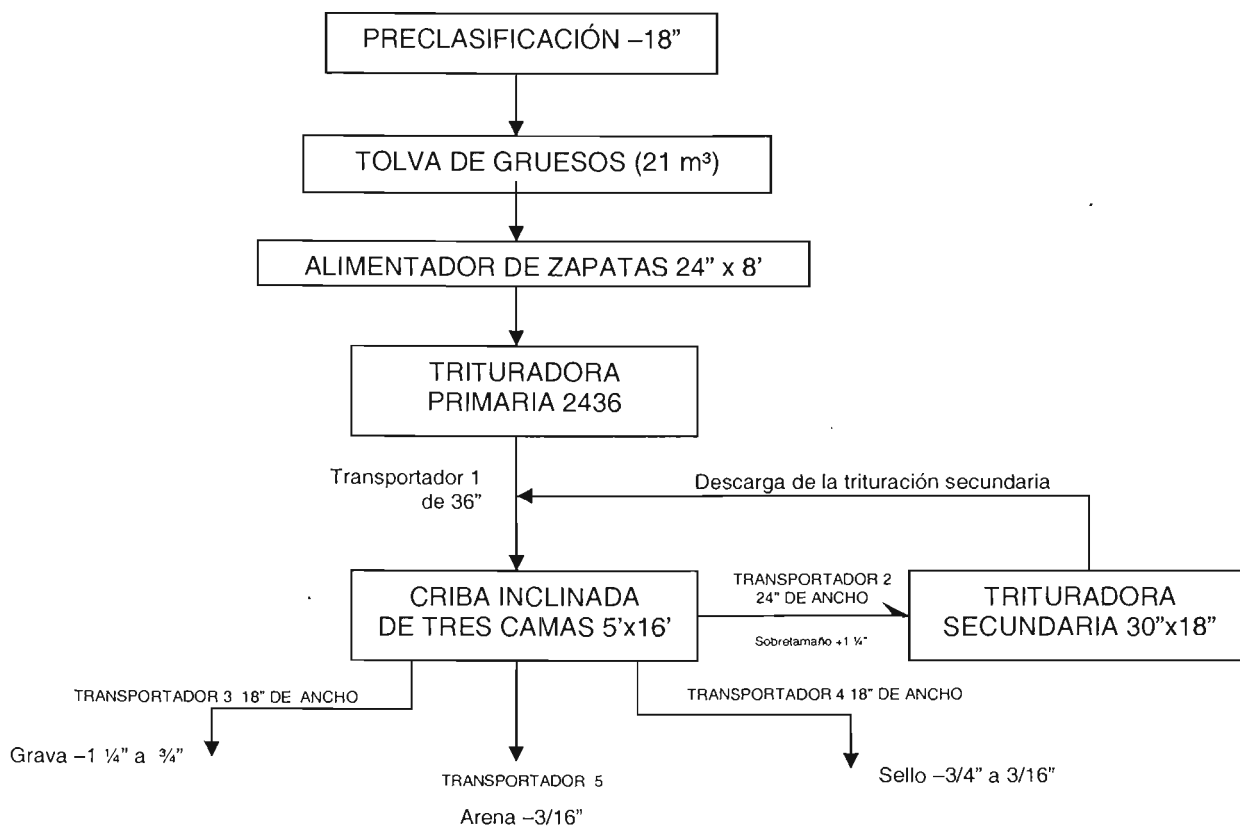 PRECLASIFICACIÓN –18”
TOLVA DE GRUESOS (21 m³)
ALIMENTADOR DE ZAPATAS 24” x 8’
TRITURADORA
PRIMARIA 2436
Transportador 1
de 36”
Descarga de la trituración secundaria
CRIBA INCLINADA
DE TRES CAMAS 5’x16’
TRANSPORTADOR 2
24” DE ANCHO
Sobretamaño +1 ¼”
TRITURADORA
SECUNDARIA 30”x18”
TRANSPORTADOR 3 18” DE ANCHO
TRANSPORTADOR 4 18” DE ANCHO
Grava –1 ¼” a ¾”
TRANSPORTADOR 5
Arena –3/16”
Sello –3/4” a 3/16”